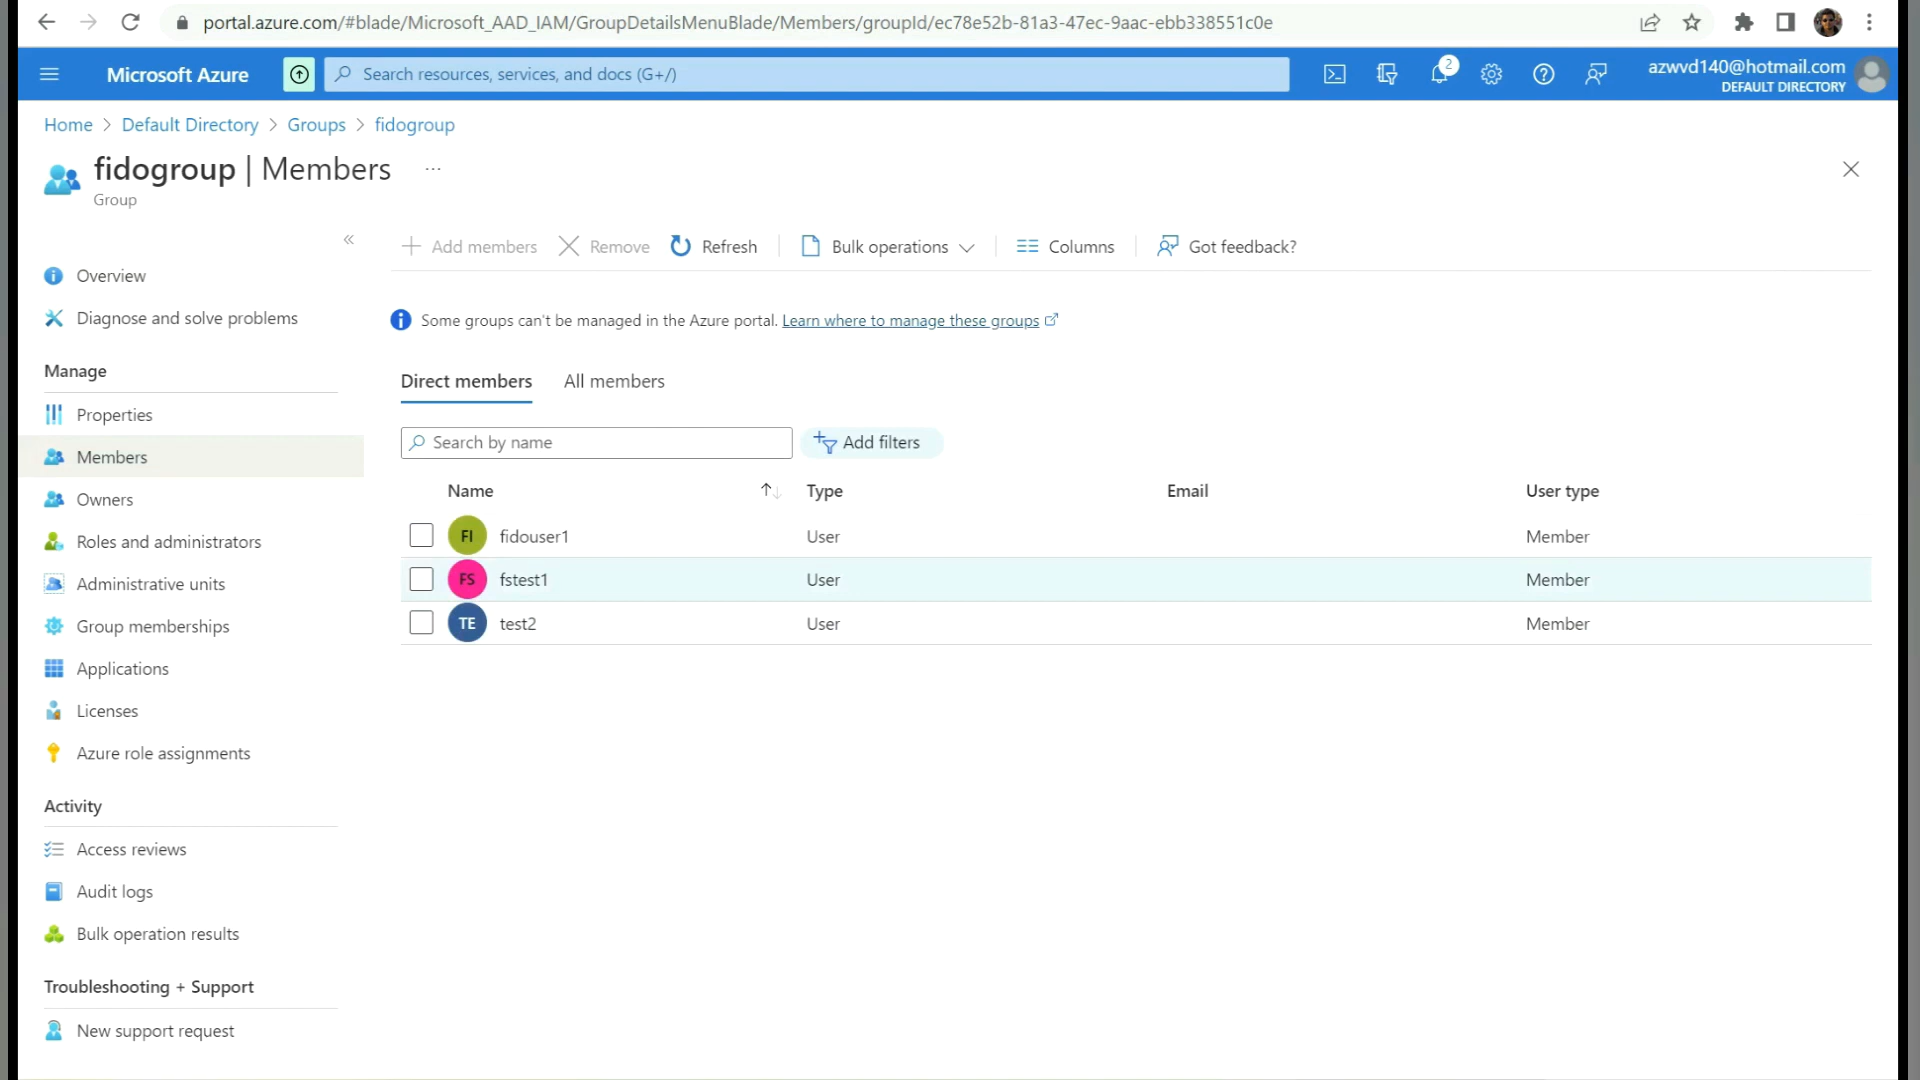 portal.azure.com/#blade/Microsoft_AAD_IAM/GroupDetailsMenuBlade/Members/groupId/ec78e52b-81a3-47ec-9aac-ebb338551c0e
Microsoft Azure
Search resources, services, and docs (G+/)
2
azwvd140@hotmail.com
DEFAULT DIRECTORY
Home > Default Directory > Groups > fidogroup
fidogroup | Members ...
Group
«
Add members
Remove
Refresh
Bulk operations
Columns
Got feedback?
Overview
Diagnose and solve problems
Manage
Properties
Members
Owners
Roles and administrators
Administrative units
Group memberships
Applications
Licenses
Azure role assignments
Activity
Access reviews
Audit logs
Bulk operation results
Troubleshooting + Support
New support request
Some groups can't be managed in the Azure portal. Learn where to manage these groups
Direct members All members
Search by name
Add filters
Name Type Email User type
FI fidouser1 User Member
FS fstest1 User Member
TE test2 User Member